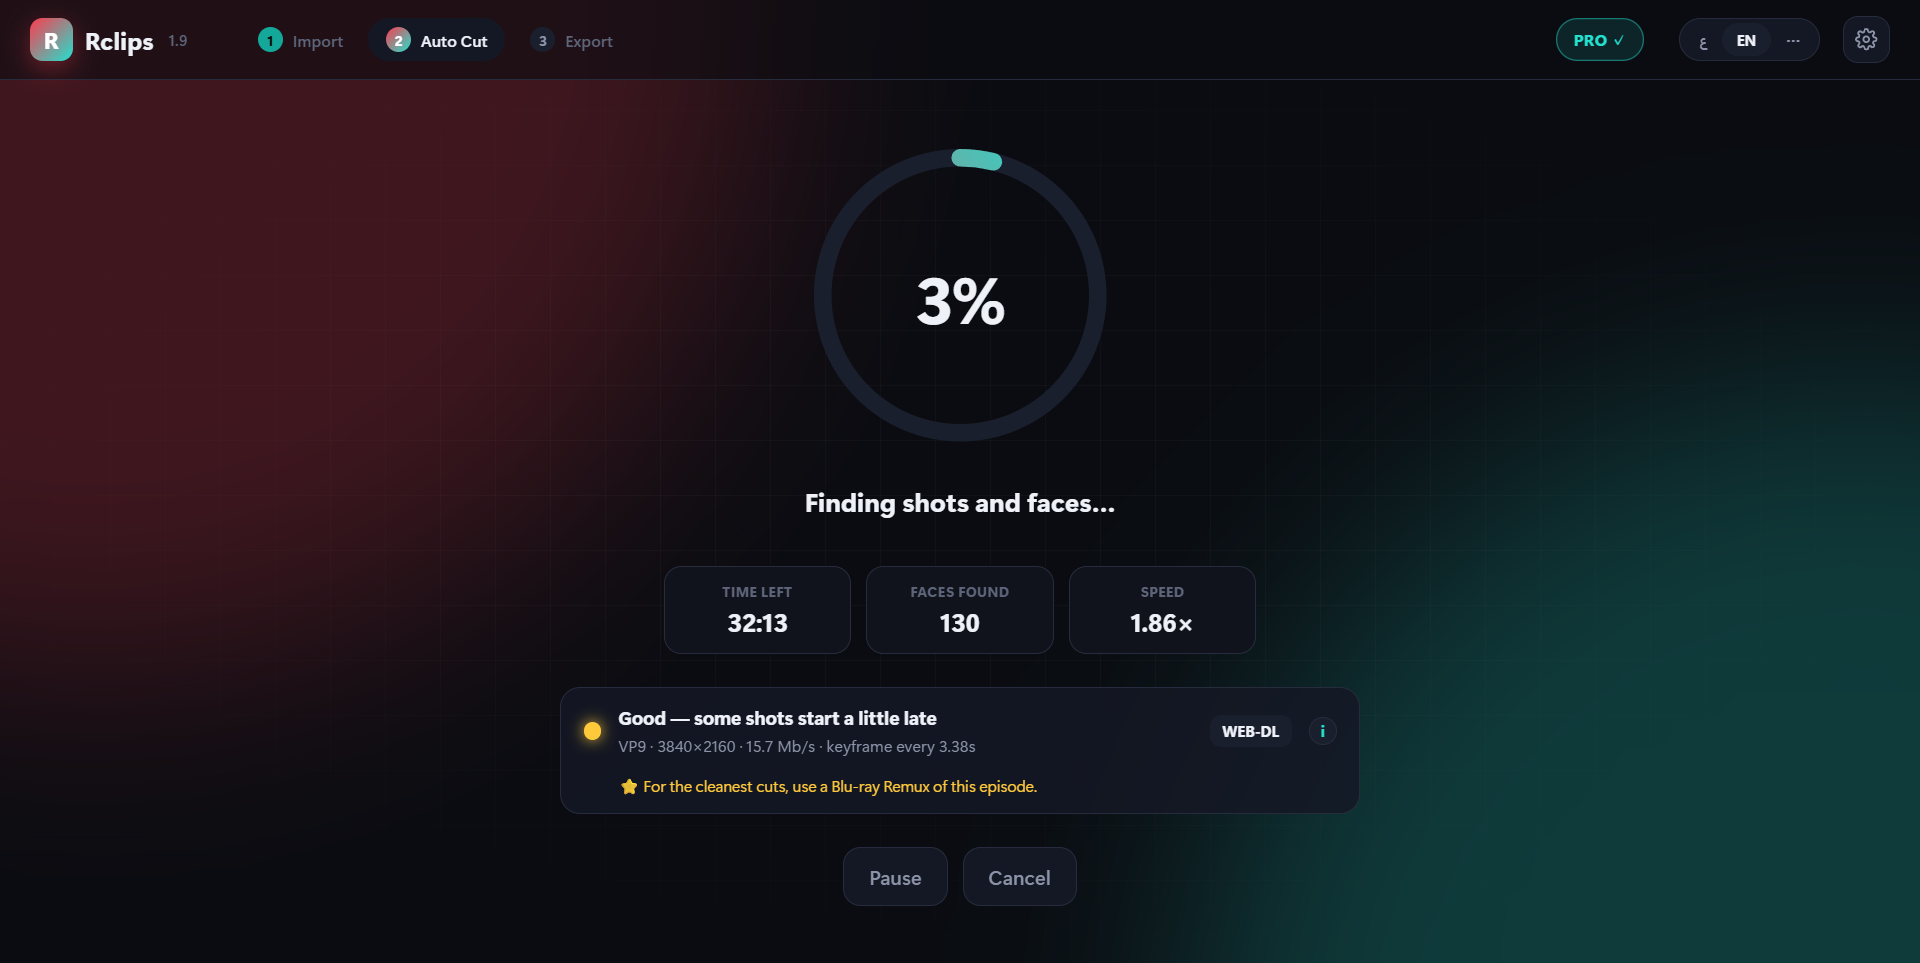 R Rclips 1.9
1 Import
2 Auto Cut
3 Export
PRO ✓
ع EN ···
3%
Finding shots and faces...
TIME LEFT
32:13
FACES FOUND
130
SPEED
1.86×
Good — some shots start a little late
VP9 · 3840×2160 · 15.7 Mb/s · keyframe every 3.38s
WEB-DL
i
For the cleanest cuts, use a Blu-ray Remux of this episode.
Pause
Cancel